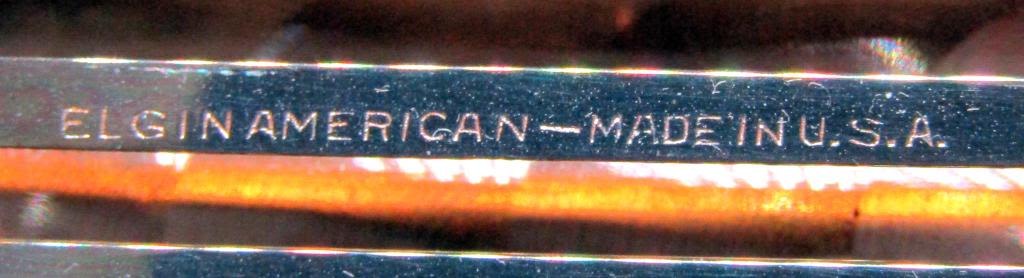 ELGIN AMERICAN — MADE IN U.S.A.